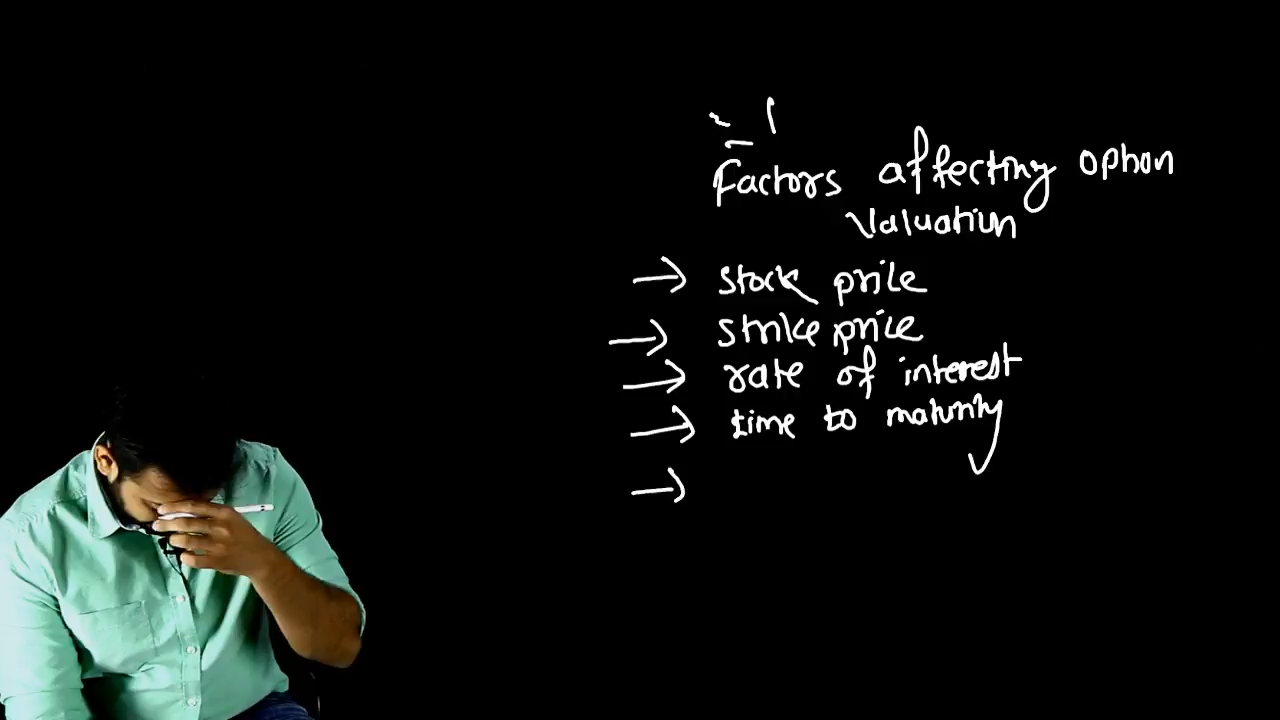 Factors affecting option
valuation
→ stock price
→ strike price
→ rate of interest
→ time to maturity
→